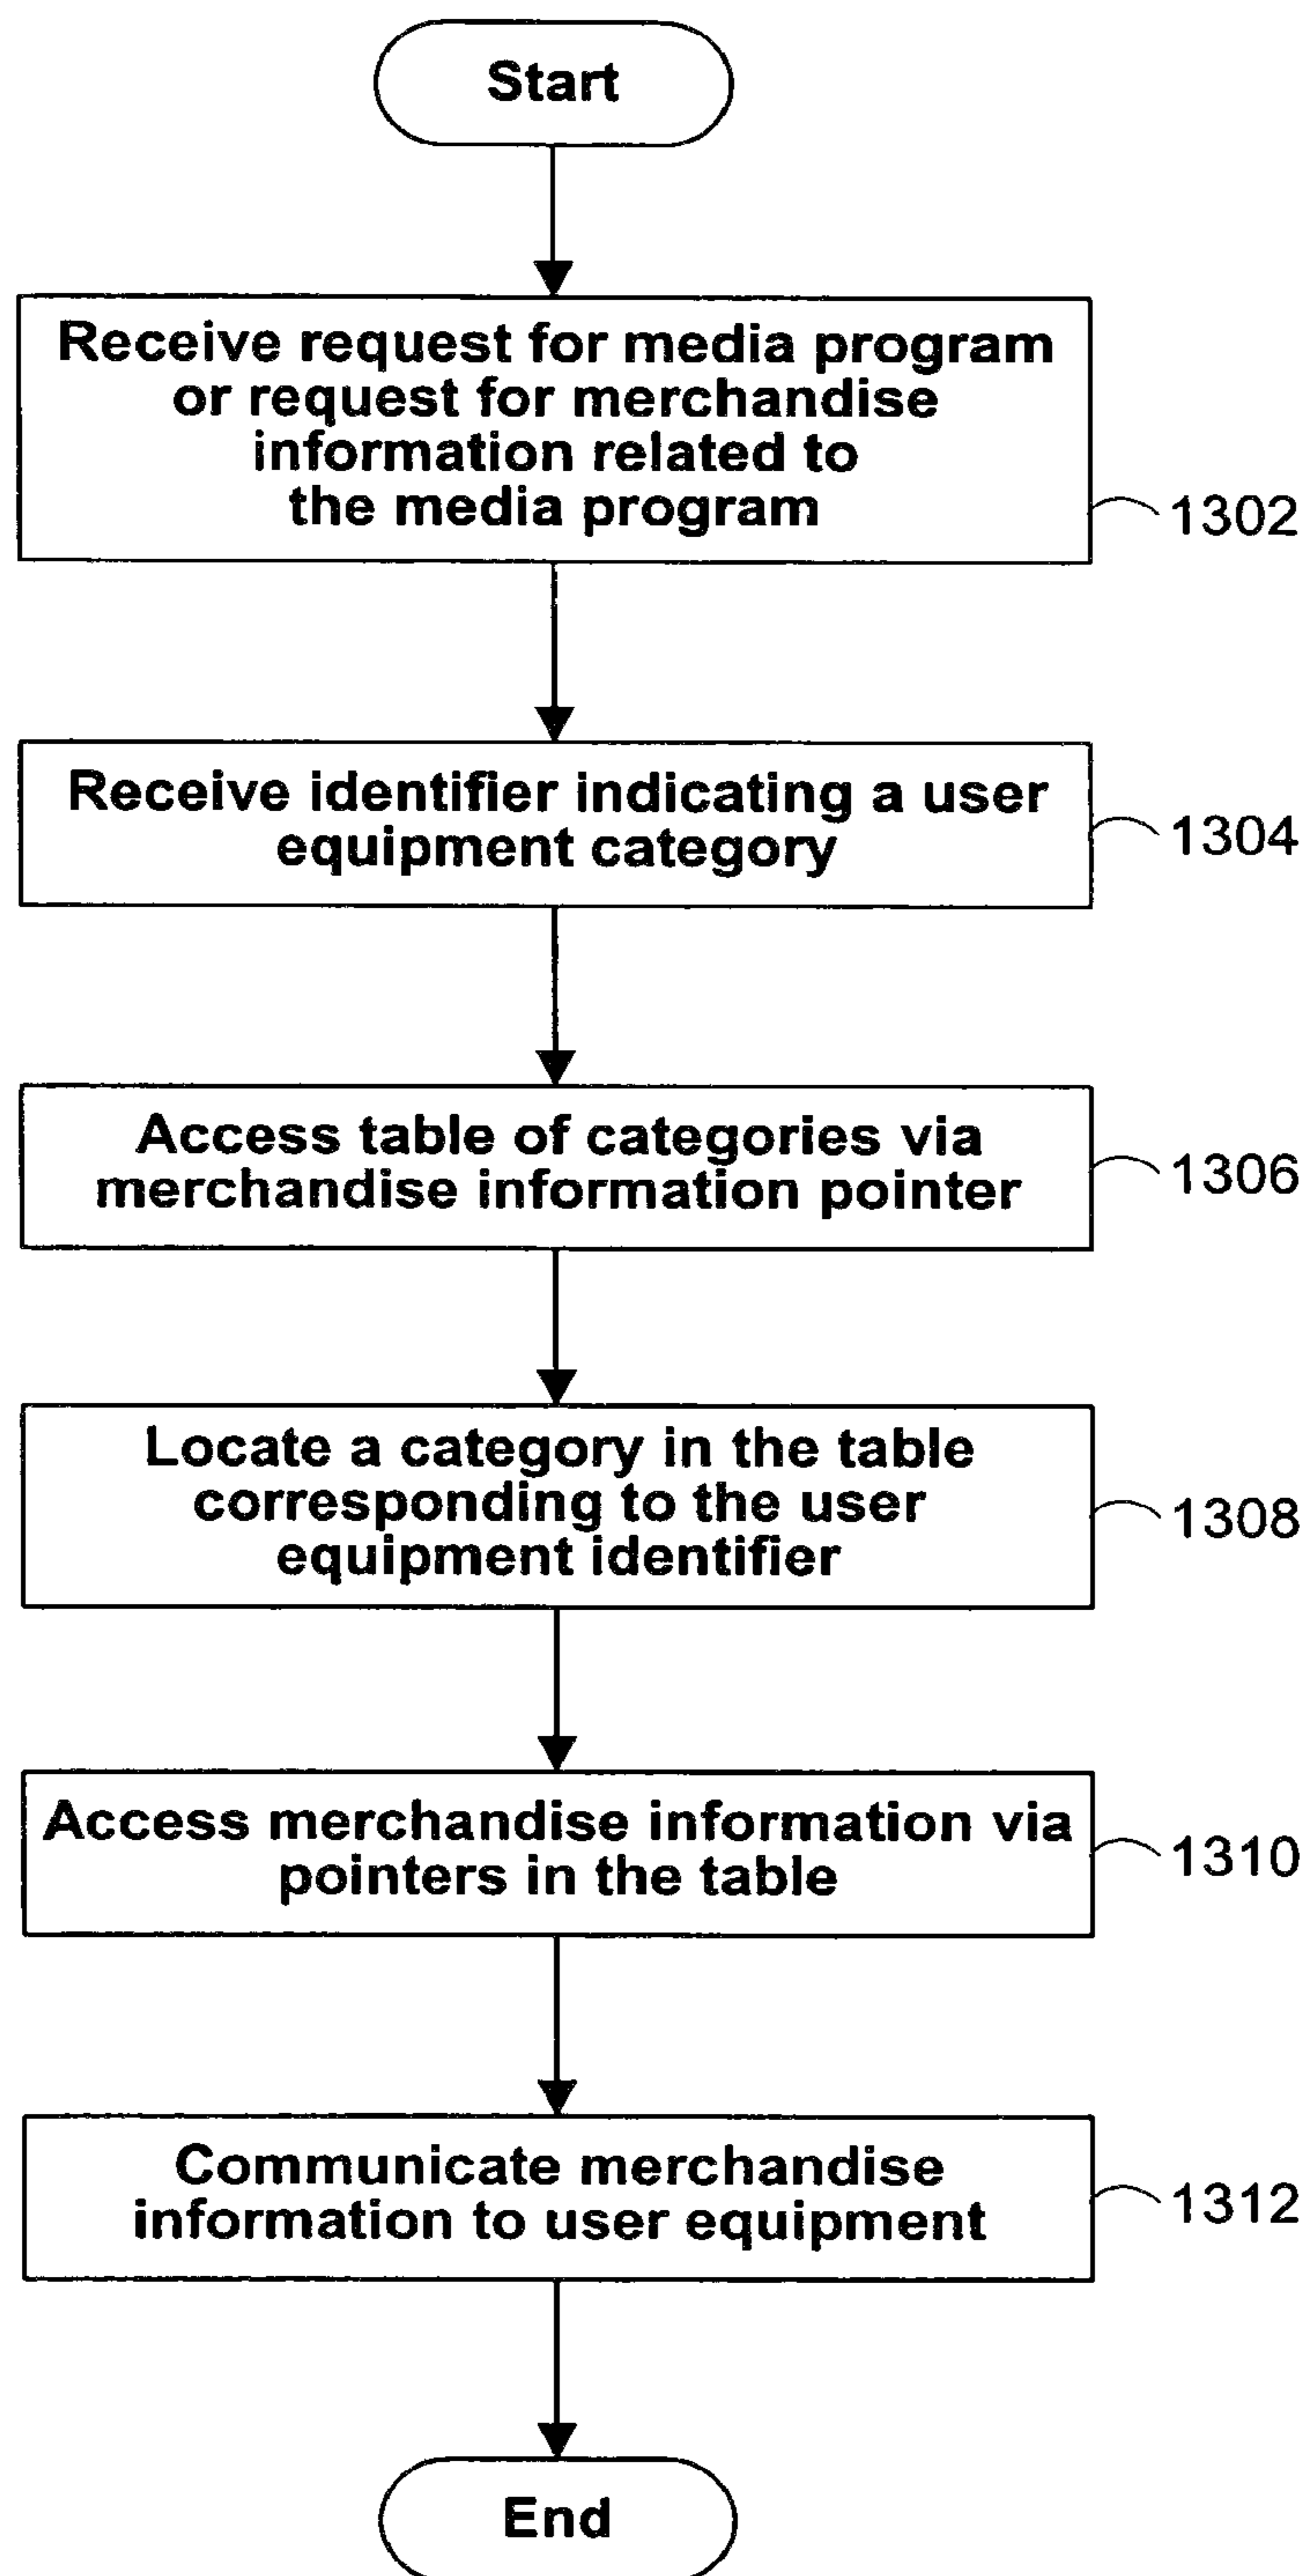 Start
Receive request for media program
or request for merchandise
information related to
the media program
1302
Receive identifier indicating a user
equipment category
1304
Access table of categories via
merchandise information pointer
1306
Locate a category in the table
corresponding to the user
equipment identifier
1308
Access merchandise information via
pointers in the table
1310
Communicate merchandise
information to user equipment
1312
End